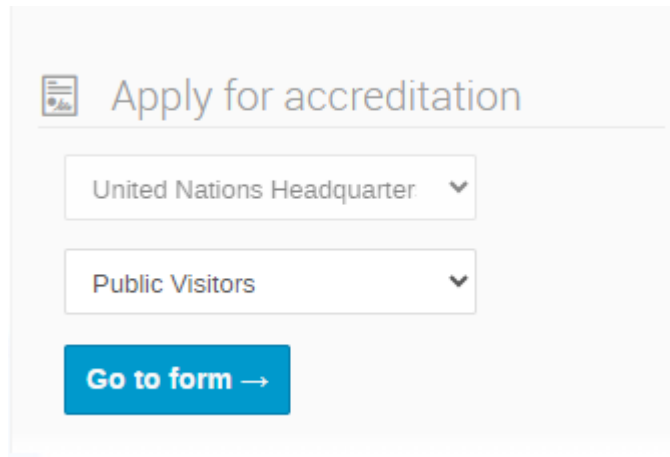 Apply for accreditation
United Nations Headquarter
Public Visitors
Go to form →